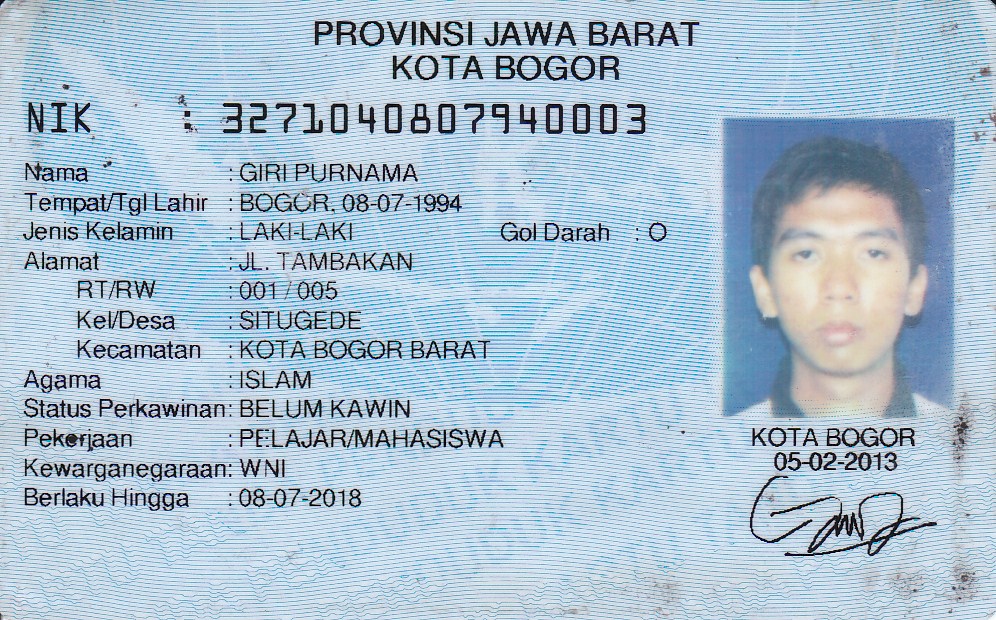 PROVINSI JAWA BARAT
KOTA BOGOR
NIK : 3271040807940003
Nama : GIRI PURNAMA
Tempat/Tgl Lahir : BOGOR, 08-07-1994
Jenis Kelamin : LAKI-LAKI Gol Darah : O
Alamat : JL. TAMBAKAN
RT/RW : 001 / 005
Kel/Desa : SITUGEDE
Kecamatan : KOTA BOGOR BARAT
Agama : ISLAM
Status Perkawinan: BELUM KAWIN
Pekerjaan : PELAJAR/MAHASISWA
Kewarganegaraan: WNI
Berlaku Hingga : 08-07-2018
KOTA BOGOR
05-02-2013